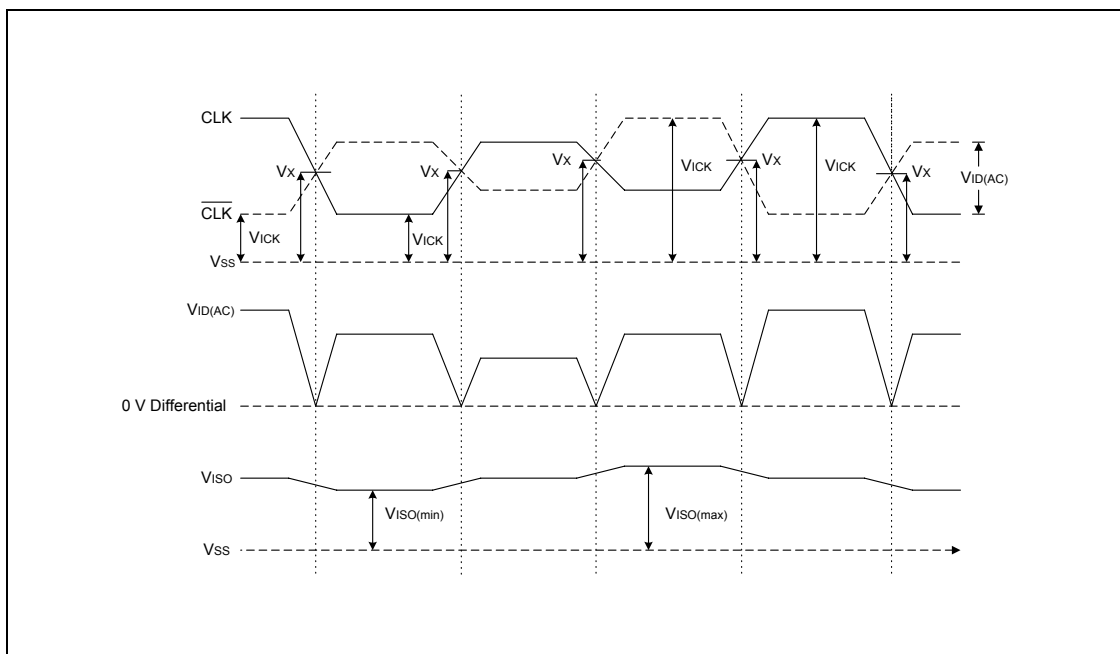 CLK
VX
VX
VX
VX
VX
VICK
VICK
VID(AC)
CLK
VICK
VICK
VSS
VID(AC)
0 V Differential
VISO
VISO(min)
VISO(max)
VSS